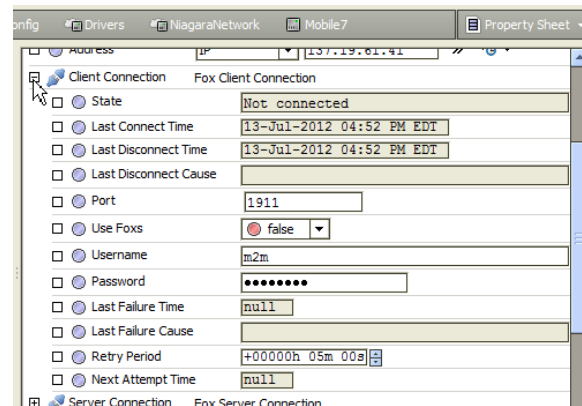 onfig Drivers NiagaraNetwork Mobile7 Property Sheet
Address IP 137.19.61.41
Client Connection Fox Client Connection
State Not connected
Last Connect Time 13-Jul-2012 04:52 PM EDT
Last Disconnect Time 13-Jul-2012 04:52 PM EDT
Last Disconnect Cause
Port 1911
Use Foxs false
Username m2m
Password ●●●●●●●●
Last Failure Time null
Last Failure Cause
Retry Period +00000h 05m 00s
Next Attempt Time null
Server Connection Fox Server Connection